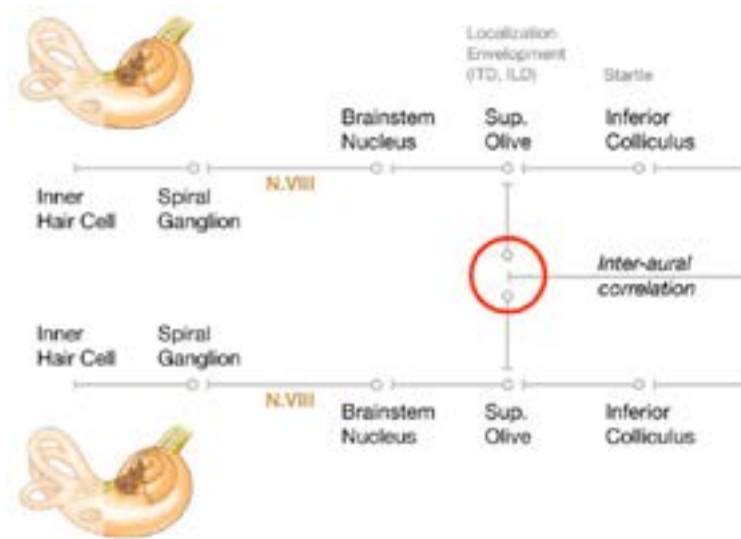 Localization
Envelopment
(ITD, ILD)
Startle
Brainstem
Nucleus
Sup.
Olive
Inferior
Colliculus
N.VIII
Inner
Hair Cell
Spiral
Ganglion
Inter-aural
correlation
Inner
Hair Cell
Spiral
Ganglion
N.VIII
Brainstem
Nucleus
Sup.
Olive
Inferior
Colliculus